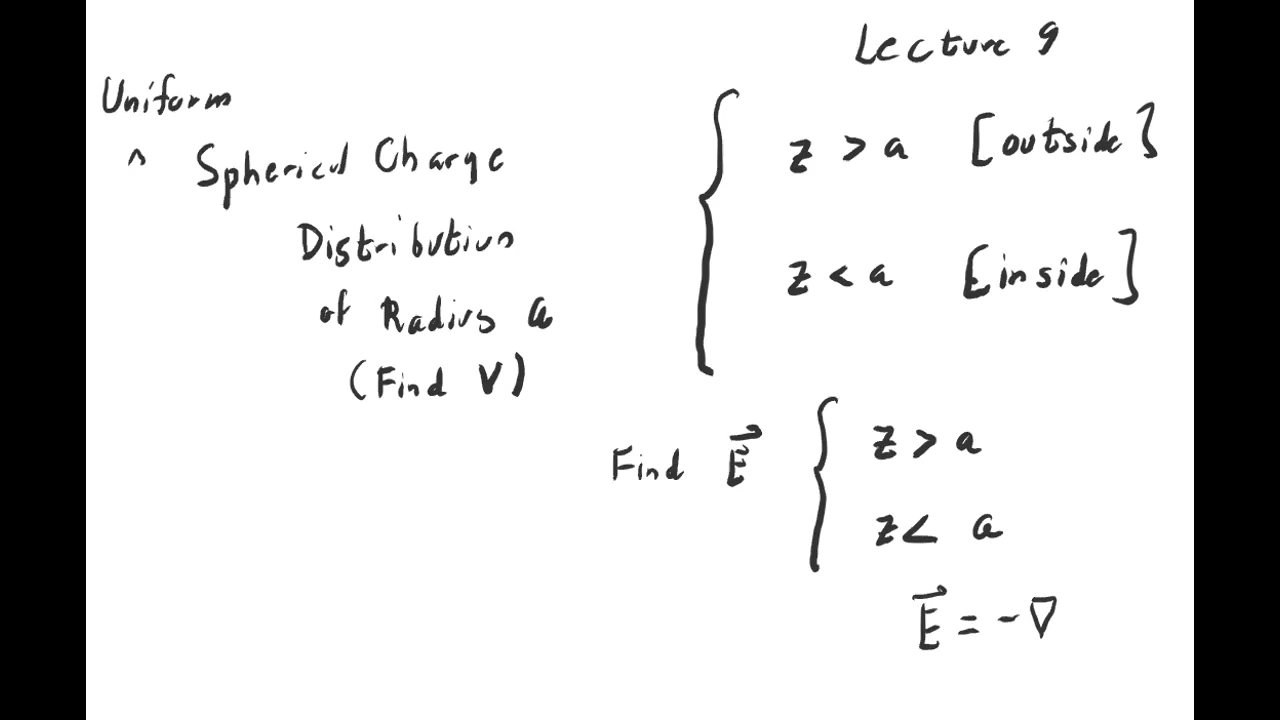 Lecture 9
Uniform
^ Spherical Charge
Distribution
of Radius a
(Find V)
z > a [outside]
z < a [inside]
Find E⃗
z > a
z < a
E⃗ = -∇